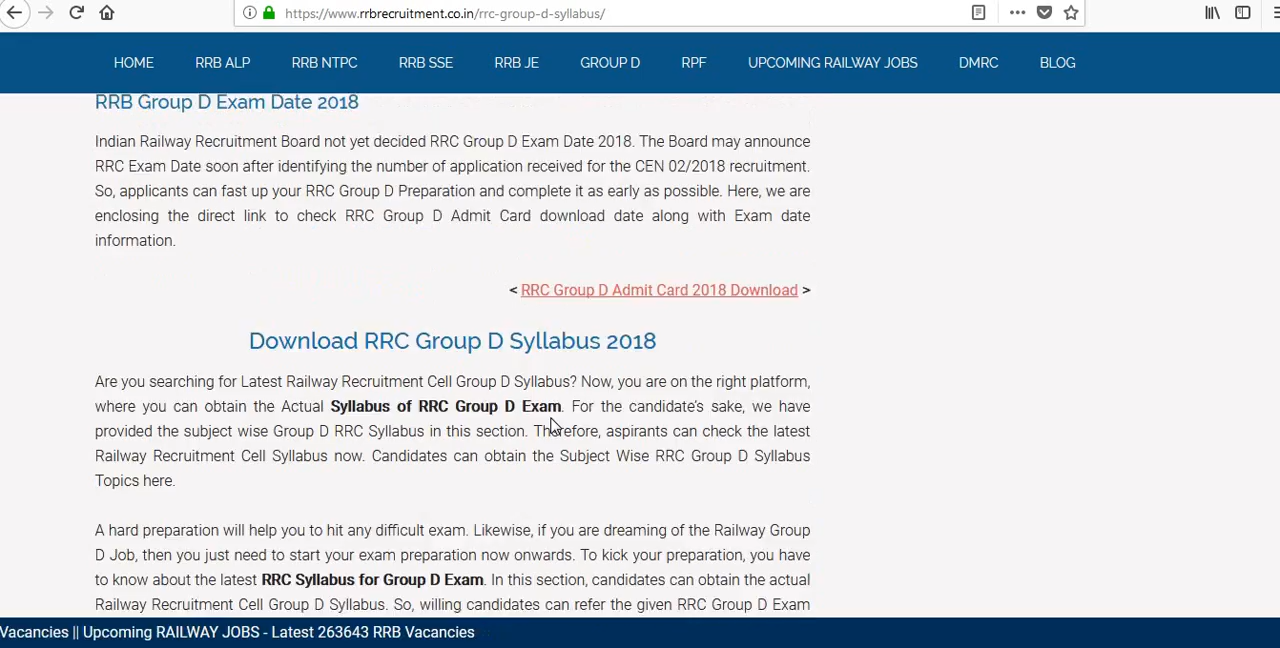 https://www.rrbrecruitment.co.in/rrc-group-d-syllabus/
HOME RRB ALP RRB NTPC RRB SSE RRB JE GROUP D RPF UPCOMING RAILWAY JOBS DMRC BLOG
RRB Group D Exam Date 2018
Indian Railway Recruitment Board not yet decided RRC Group D Exam Date 2018. The Board may announce
RRC Exam Date soon after identifying the number of application received for the CEN 02/2018 recruitment.
So, applicants can fast up your RRC Group D Preparation and complete it as early as possible. Here, we are
enclosing the direct link to check RRC Group D Admit Card download date along with Exam date
information.
< RRC Group D Admit Card 2018 Download >
Download RRC Group D Syllabus 2018
Are you searching for Latest Railway Recruitment Cell Group D Syllabus? Now, you are on the right platform,
where you can obtain the Actual Syllabus of RRC Group D Exam. For the candidate's sake, we have
provided the subject wise Group D RRC Syllabus in this section. Therefore, aspirants can check the latest
Railway Recruitment Cell Syllabus now. Candidates can obtain the Subject Wise RRC Group D Syllabus
Topics here.
A hard preparation will help you to hit any difficult exam. Likewise, if you are dreaming of the Railway Group
D Job, then you just need to start your exam preparation now onwards. To kick your preparation, you have
to know about the latest RRC Syllabus for Group D Exam. In this section, candidates can obtain the actual
Railway Recruitment Cell Group D Syllabus. So, willing candidates can refer the given RRC Group D Exam
Vacancies || Upcoming RAILWAY JOBS - Latest 263643 RRB Vacancies